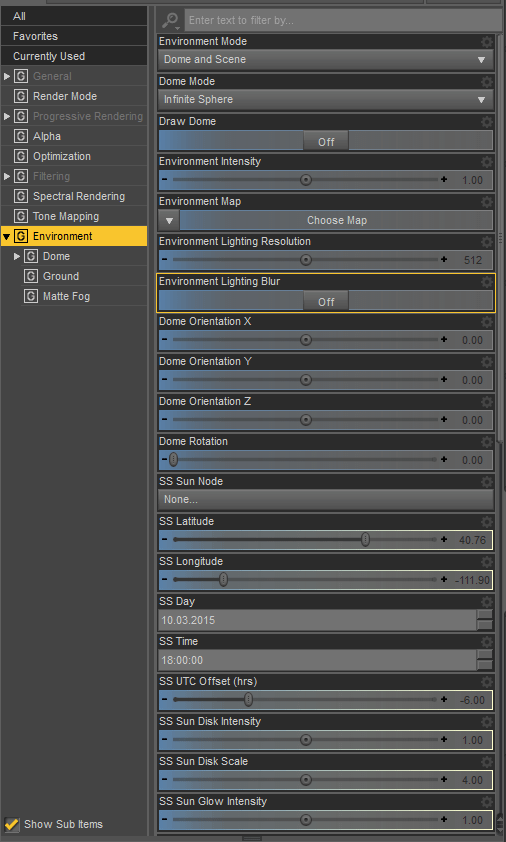 All
Favorites
Currently Used
G General
G Render Mode
G Progressive Rendering
G Alpha
G Optimization
G Filtering
G Spectral Rendering
G Tone Mapping
G Environment
G Dome
G Ground
G Matte Fog
Show Sub Items
Enter text to filter by...
Environment Mode
Dome and Scene
Dome Mode
Infinite Sphere
Draw Dome
Off
Environment Intensity
- + 1.00
Environment Map
Choose Map
Environment Lighting Resolution
- + 512
Environment Lighting Blur
Off
Dome Orientation X
- + 0.00
Dome Orientation Y
- + 0.00
Dome Orientation Z
- + 0.00
Dome Rotation
- + 0.00
SS Sun Node
None...
SS Latitude
- + 40.76
SS Longitude
- + -111.90
SS Day
10.03.2015
SS Time
18:00:00
SS UTC Offset (hrs)
- + -6.00
SS Sun Disk Intensity
- + 1.00
SS Sun Disk Scale
- + 4.00
SS Sun Glow Intensity
- + 1.00